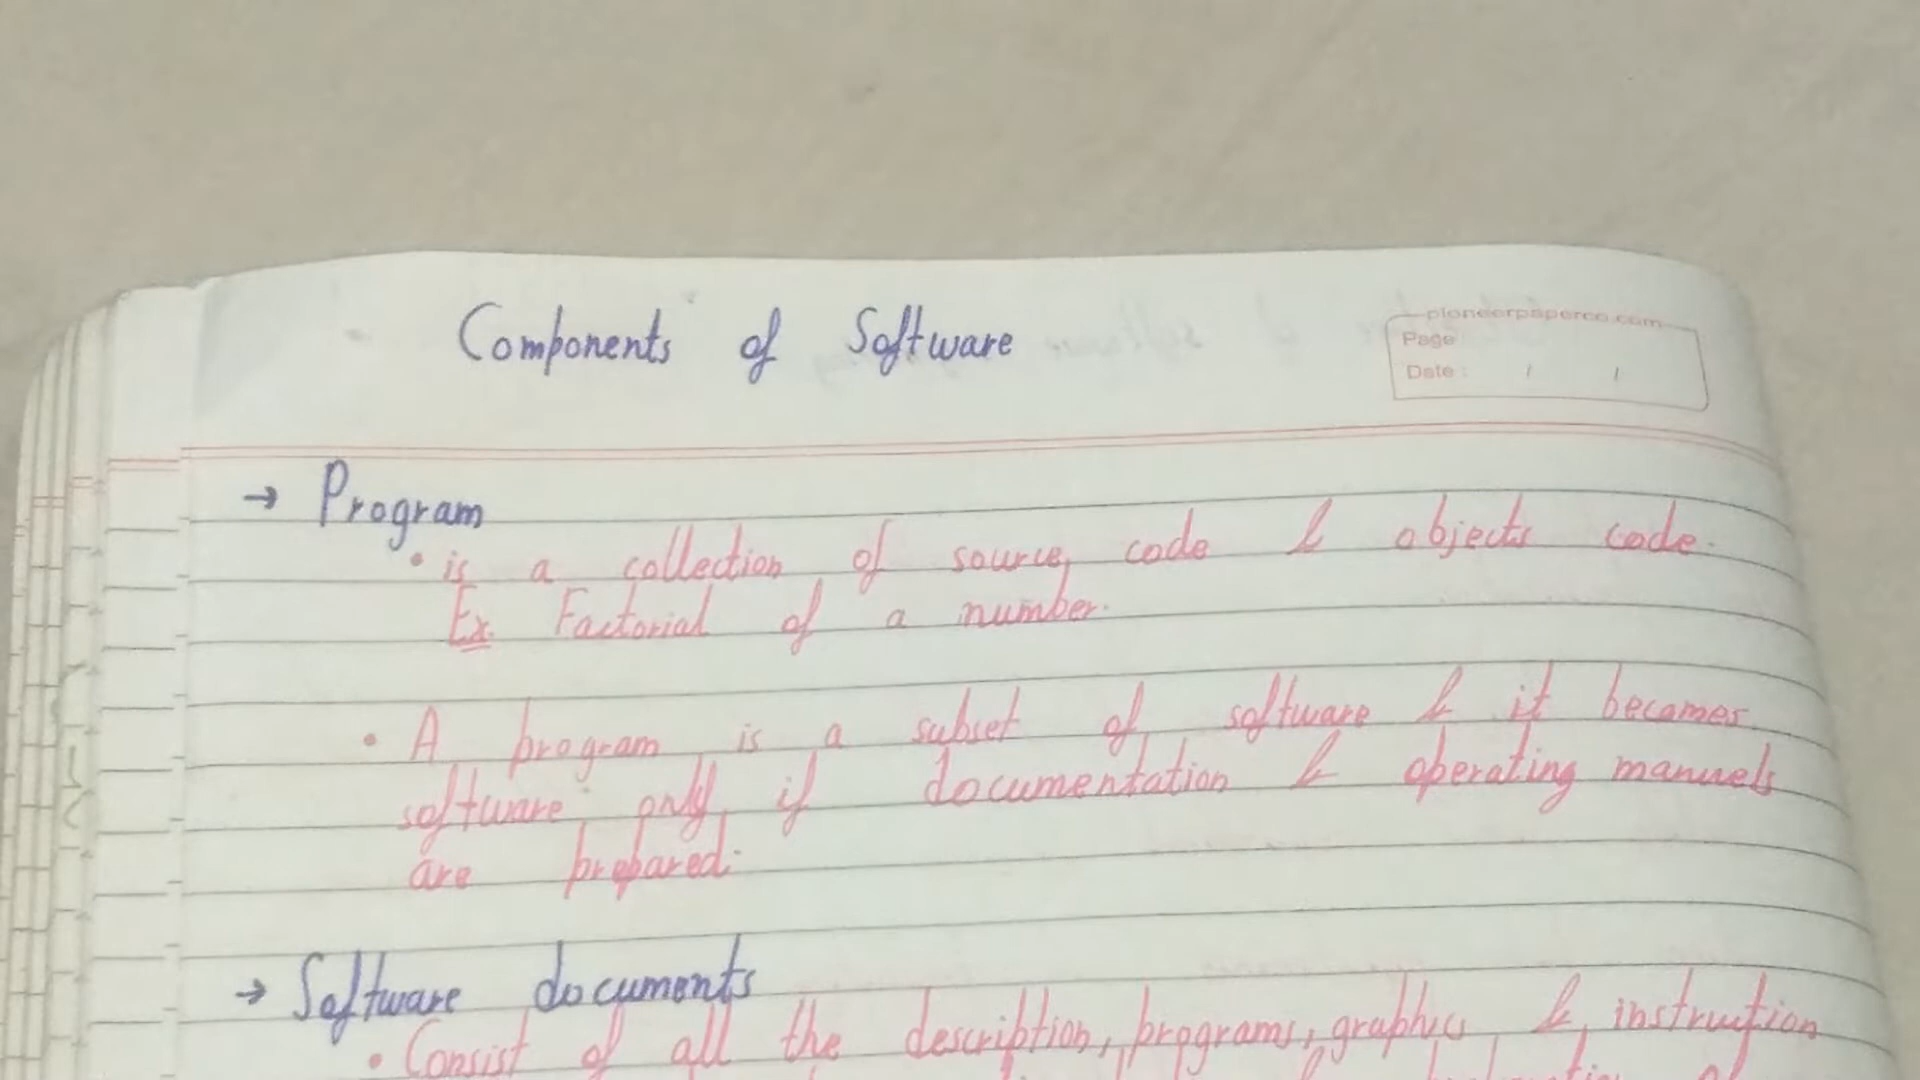 Components of Software
pioneerpaperco.com
Page
Date : / /
→ Program
• is a collection of source code & objects code.
Ex. Factorial of a number.
• A program is a subset of software & it becomes
software only if documentation & operating manuels
are prepared.
→ Software documents
• Consist of all the description, programs, graphics & instruction